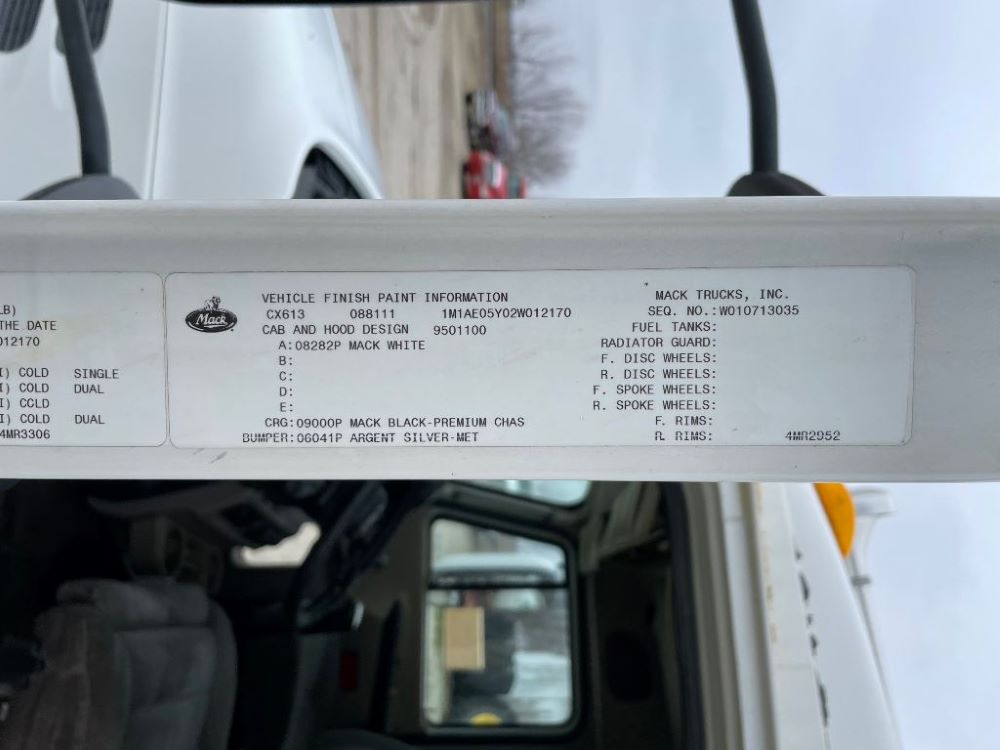 LB)
THE DATE
012170
I) COLD SINGLE
I) COLD DUAL
I) CCLD
I) COLD DUAL
4MR3306
Mack
VEHICLE FINISH PAINT INFORMATION
CX613 088111 1M1AE05Y02W012170
CAB AND HOOD DESIGN 9501100
A:08282P MACK WHITE
B:
C:
D:
E:
CRG:09000P MACK BLACK-PREMIUM CHAS
BUMPER:06041P ARGENT SILVER-MET
MACK TRUCKS, INC.
SEQ. NO.:W010713035
FUEL TANKS:
RADIATOR GUARD:
F. DISC WHEELS:
R. DISC WHEELS:
F. SPOKE WHEELS:
R. SPOKE WHEELS:
F. RIMS:
R. RIMS:
4MR2952